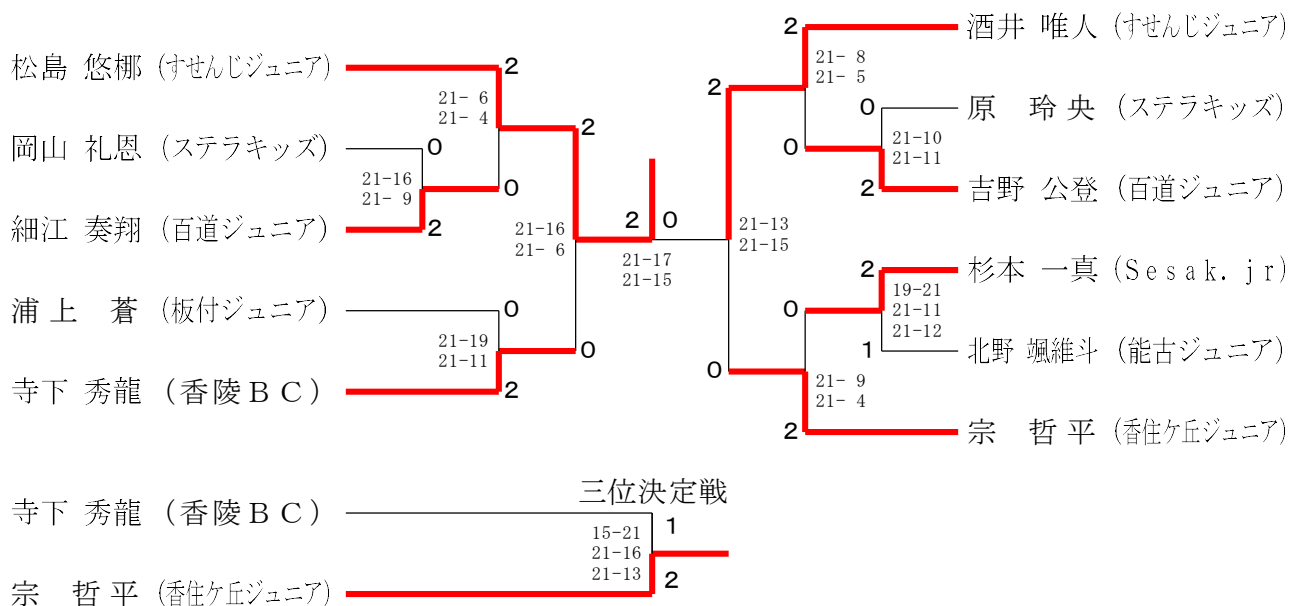 松島 悠梛 (すせんじジュニア)
2
21- 6
21- 4
2
岡山 礼恩 (ステラキッズ)
0
21-16
21- 9
0
細江 奏翔 (百道ジュニア)
2
21-16
21- 6
浦上 蒼 (板付ジュニア)
0
21-19
21-11
0
寺下 秀龍 (香陵BC)
2
2 0
21-17
21-15
2 酒井 唯人 (すせんじジュニア)
21- 8
21- 5
2
0 原 玲央 (ステラキッズ)
21-10
21-11
0
2 吉野 公登 (百道ジュニア)
21-13
21-15
2 杉本 一真 (Sesak.jr)
19-21
21-11
21-12
0
1 北野 颯維斗 (能古ジュニア)
0
21- 9
21- 4
2 宗 哲平 (香住ケ丘ジュニア)
三位決定戦
寺下 秀龍 (香陵BC)
1
15-21
21-16
21-13
宗 哲平 (香住ケ丘ジュニア)
2